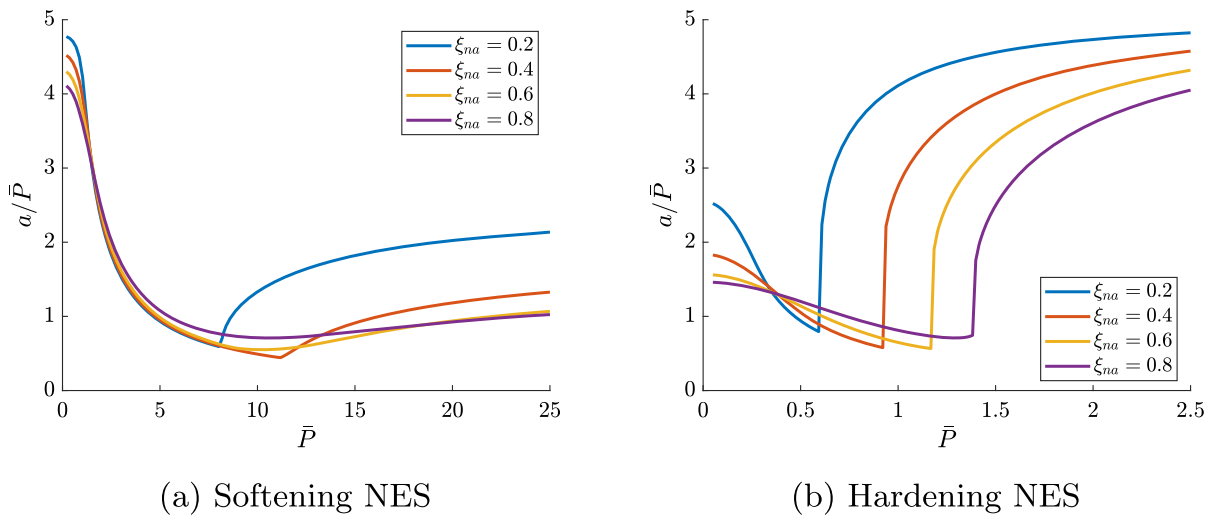 5
4
3
2
1
0
a/P̄
0 5 10 15 20 25
P̄
ξna = 0.2
ξna = 0.4
ξna = 0.6
ξna = 0.8
(a) Softening NES
5
4
3
2
1
0
a/P̄
0 0.5 1 1.5 2 2.5
P̄
ξna = 0.2
ξna = 0.4
ξna = 0.6
ξna = 0.8
(b) Hardening NES